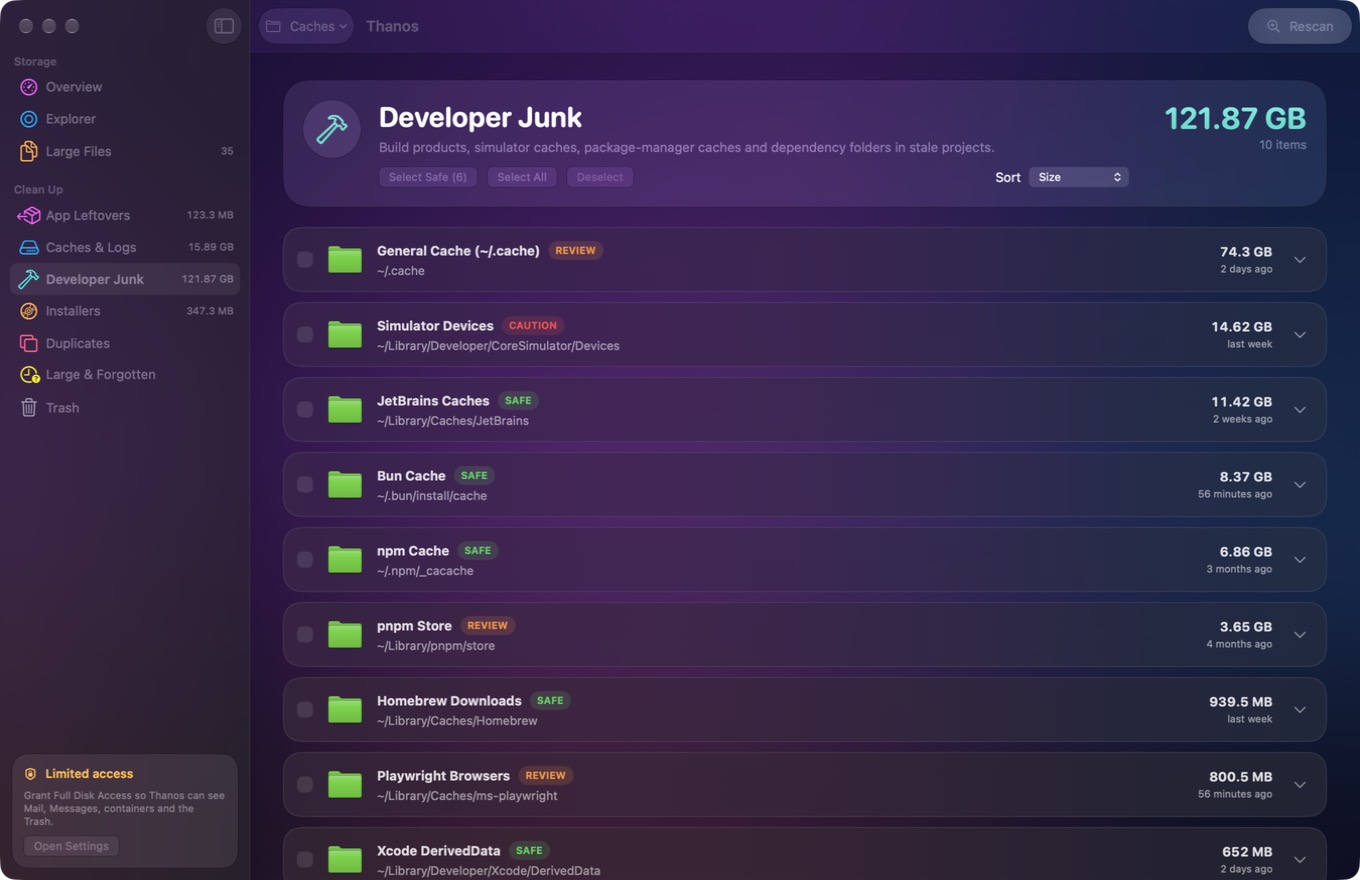 Caches
Thanos
Rescan
Storage
Overview
Explorer
Large Files 35
Clean Up
App Leftovers 123.3 MB
Caches & Logs 15.89 GB
Developer Junk 121.87 GB
Installers 347.3 MB
Duplicates
Large & Forgotten
Trash
Limited access
Grant Full Disk Access so Thanos can see
Mail, Messages, containers and the
Trash.
Open Settings
Developer Junk
121.87 GB
Build products, simulator caches, package-manager caches and dependency folders in stale projects.
10 items
Select Safe (6) Select All Deselect
Sort Size
General Cache (~/.cache) REVIEW 74.3 GB
~/.cache 2 days ago
Simulator Devices CAUTION 14.62 GB
~/Library/Developer/CoreSimulator/Devices last week
JetBrains Caches SAFE 11.42 GB
~/Library/Caches/JetBrains 2 weeks ago
Bun Cache SAFE 8.37 GB
~/.bun/install/cache 56 minutes ago
npm Cache SAFE 6.86 GB
~/.npm/_cacache 3 months ago
pnpm Store REVIEW 3.65 GB
~/Library/pnpm/store 4 months ago
Homebrew Downloads SAFE 939.5 MB
~/Library/Caches/Homebrew last week
Playwright Browsers REVIEW 800.5 MB
~/Library/Caches/ms-playwright 56 minutes ago
Xcode DerivedData SAFE 652 MB
~/Library/Developer/Xcode/DerivedData 2 days ago